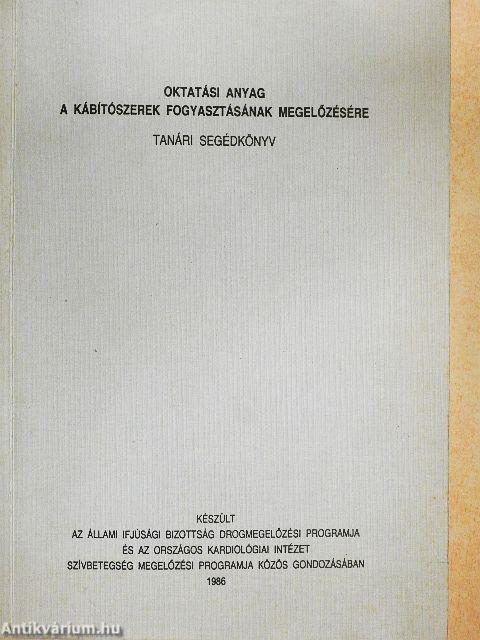 OKTATÁSI ANYAG
A KÁBÍTÓSZEREK FOGYASZTÁSÁNAK MEGELŐZÉSÉRE
TANÁRI SEGÉDKÖNYV
KÉSZÜLT
AZ ÁLLAMI IFJÚSÁGI BIZOTTSÁG DROGMEGELŐZÉSI PROGRAMJA
ÉS AZ ORSZÁGOS KARDIOLÓGIAI INTÉZET
SZÍVBETEGSÉG MEGELŐZÉSI PROGRAMJA KÖZÖS GONDOZÁSÁBAN
1986
Antikvárium.hu